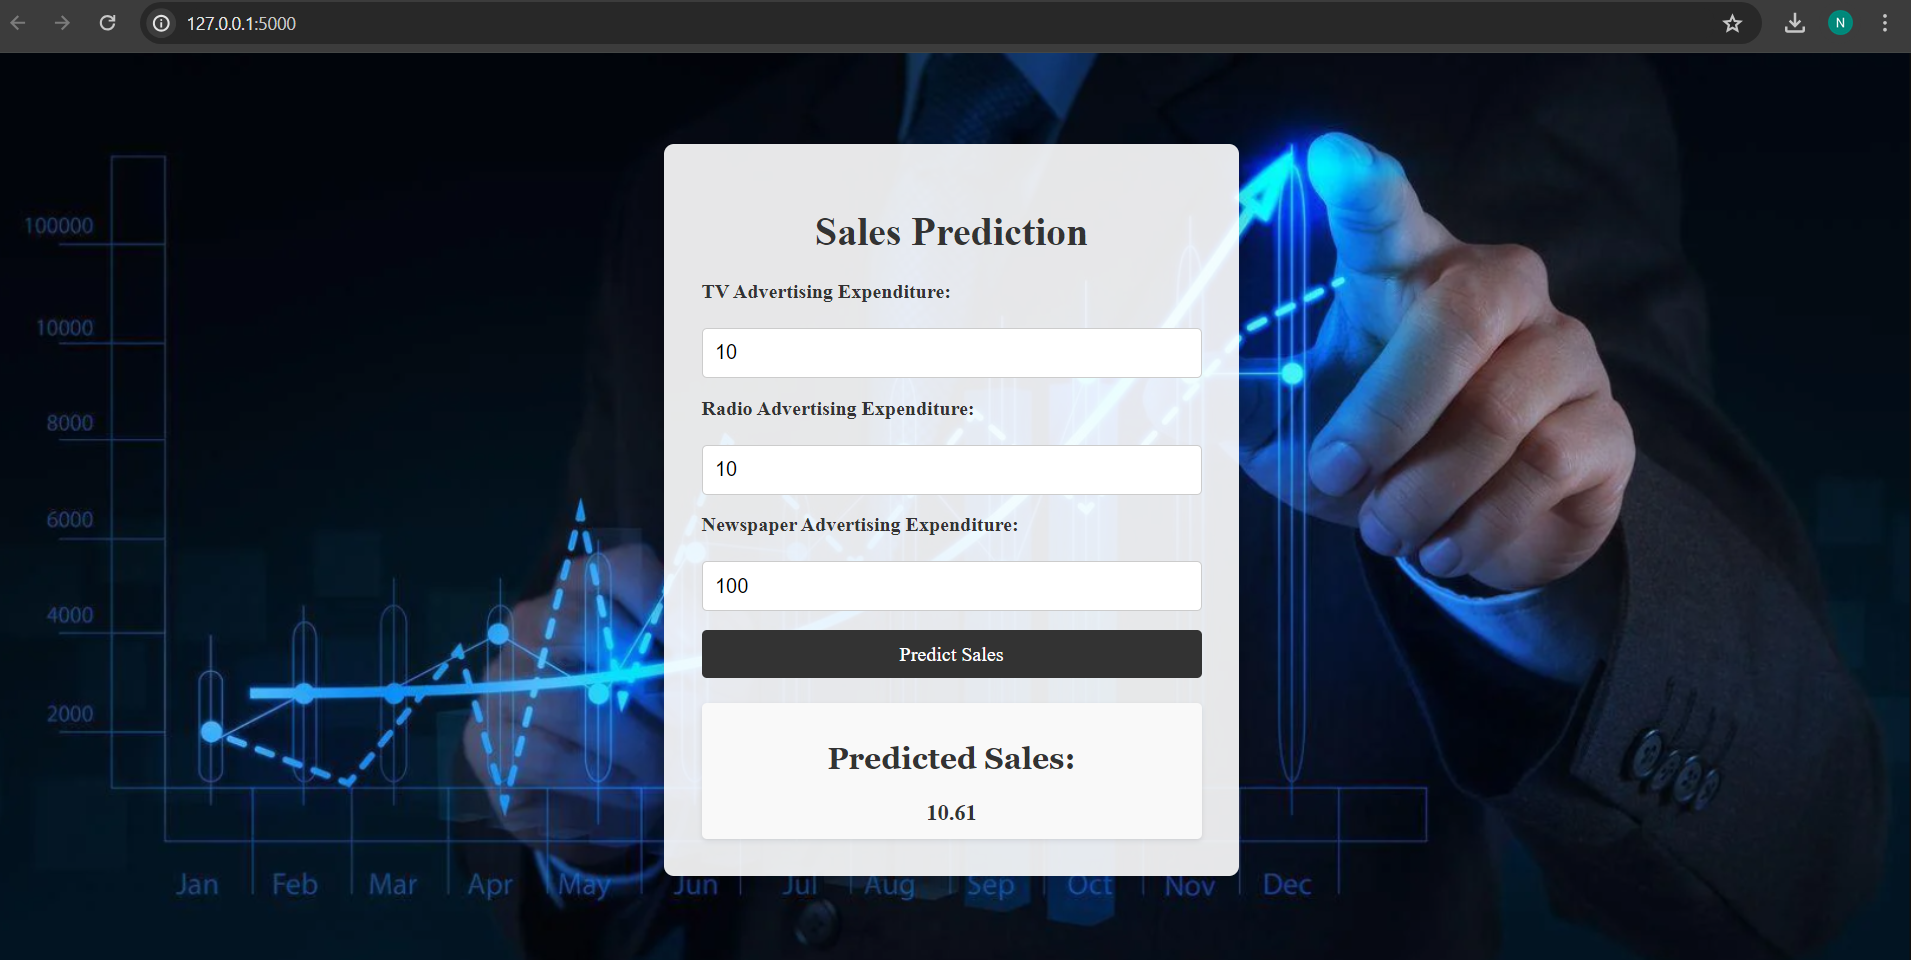 127.0.0.1:5000
N
Sales Prediction
TV Advertising Expenditure:
10
Radio Advertising Expenditure:
10
Newspaper Advertising Expenditure:
100
Predict Sales
Predicted Sales:
10.61
100000
10000
8000
6000
4000
2000
Jan Feb Mar Apr May Jun Jul Aug Sep Oct Nov Dec